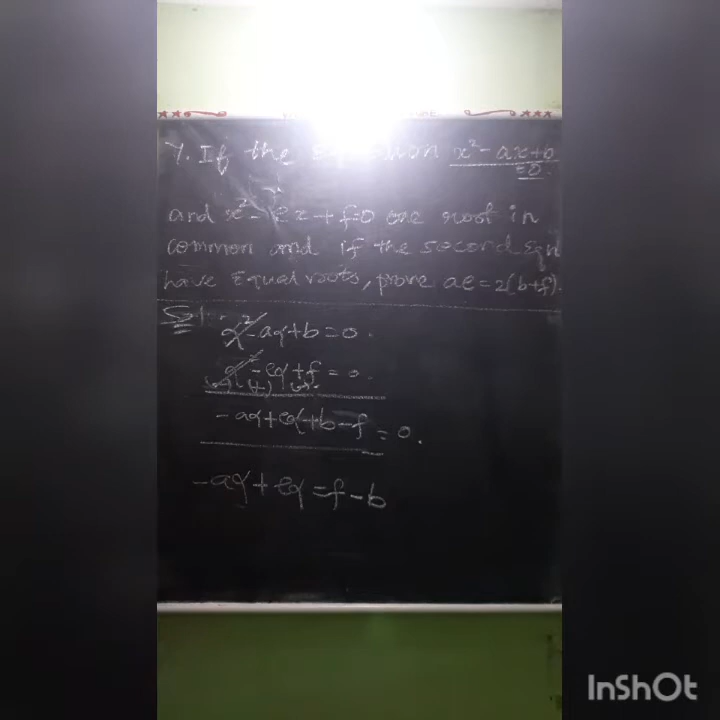 7. If the equation x² - ax + b
= 0.
and x² - ex + f = 0 one root in
common and if the second eqn
have Equal roots, prove ae = 2(b+f).
Sol.
α² - aα + b = 0.
α² - eα + f = 0.
(-) (+) (-)
- aα + eα + b - f = 0.
- aα + eα = f - b
InShOt